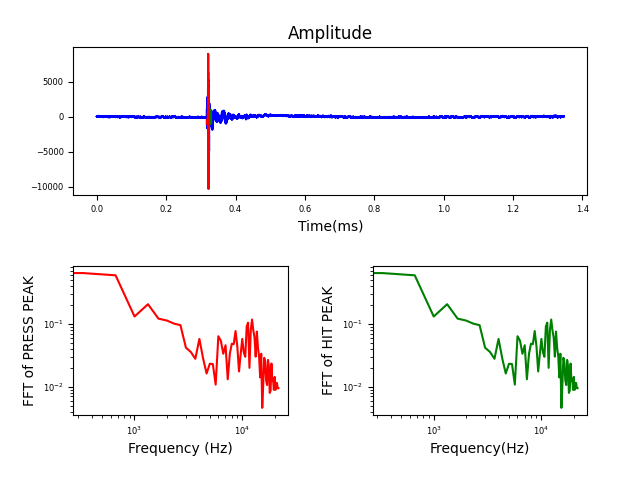 Amplitude
5000
0
−5000
−10000
0.0 0.2 0.4 0.6 0.8 1.0 1.2 1.4
Time(ms)
FFT of PRESS PEAK
10⁻¹
10⁻²
10³ 10⁴
Frequency (Hz)
FFT of HIT PEAK
10⁻¹
10⁻²
10³ 10⁴
Frequency(Hz)